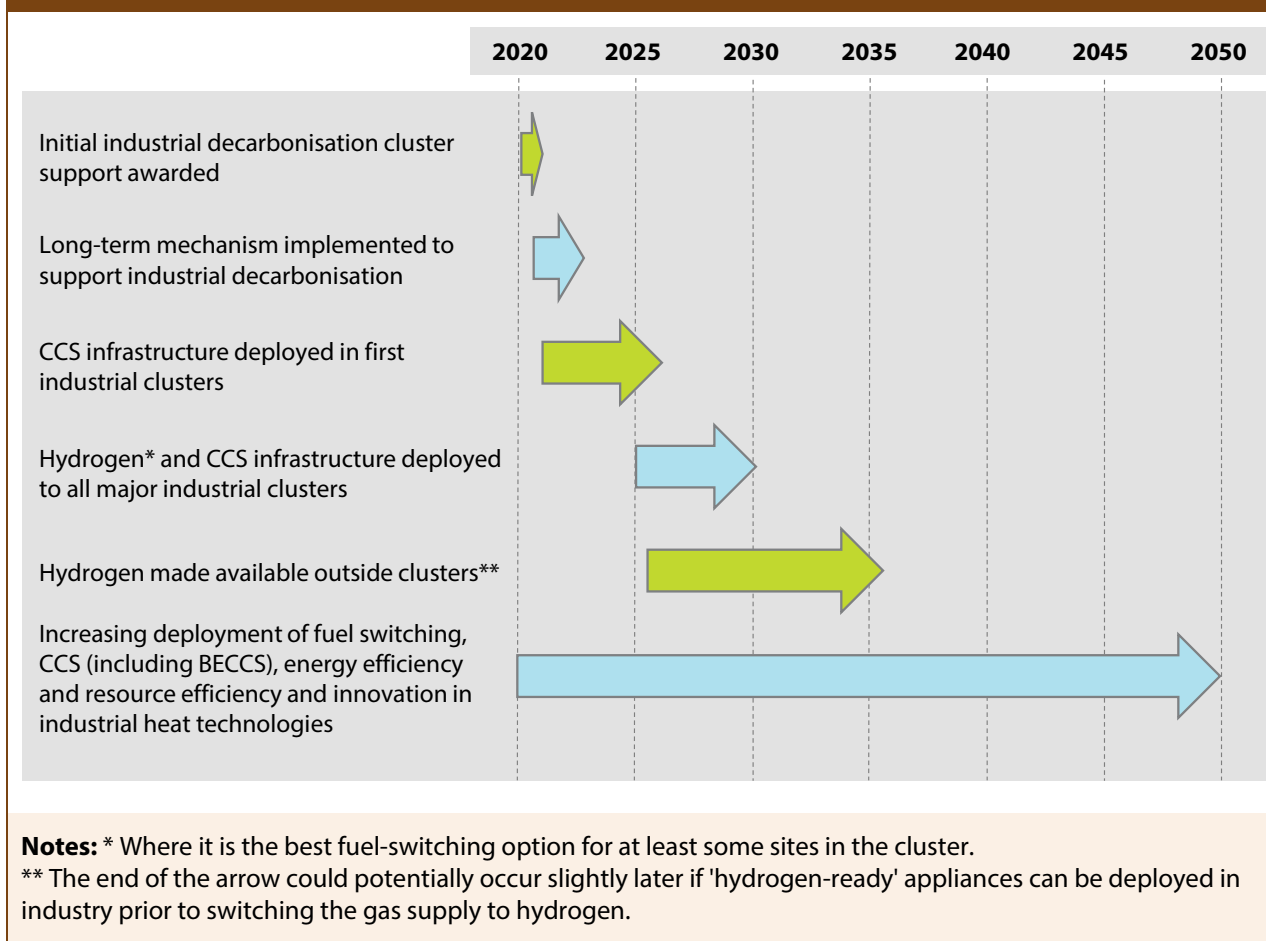 2020 2025 2030 2035 2040 2045 2050
Initial industrial decarbonisation cluster
support awarded
Long-term mechanism implemented to
support industrial decarbonisation
CCS infrastructure deployed in first
industrial clusters
Hydrogen* and CCS infrastructure deployed
to all major industrial clusters
Hydrogen made available outside clusters**
Increasing deployment of fuel switching,
CCS (including BECCS), energy efficiency
and resource efficiency and innovation in
industrial heat technologies
Notes: * Where it is the best fuel-switching option for at least some sites in the cluster.
** The end of the arrow could potentially occur slightly later if 'hydrogen-ready' appliances can be deployed in
industry prior to switching the gas supply to hydrogen.